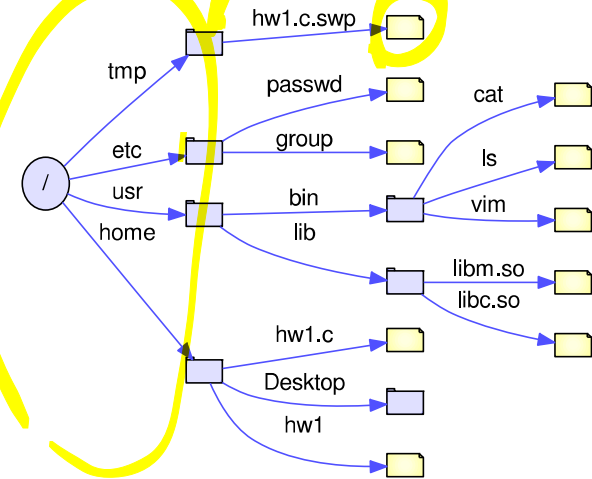 hw1.c.swp
tmp
passwd
cat
group
etc
ls
/
usr
bin
vim
home
lib
libm.so
libc.so
hw1.c
Desktop
hw1